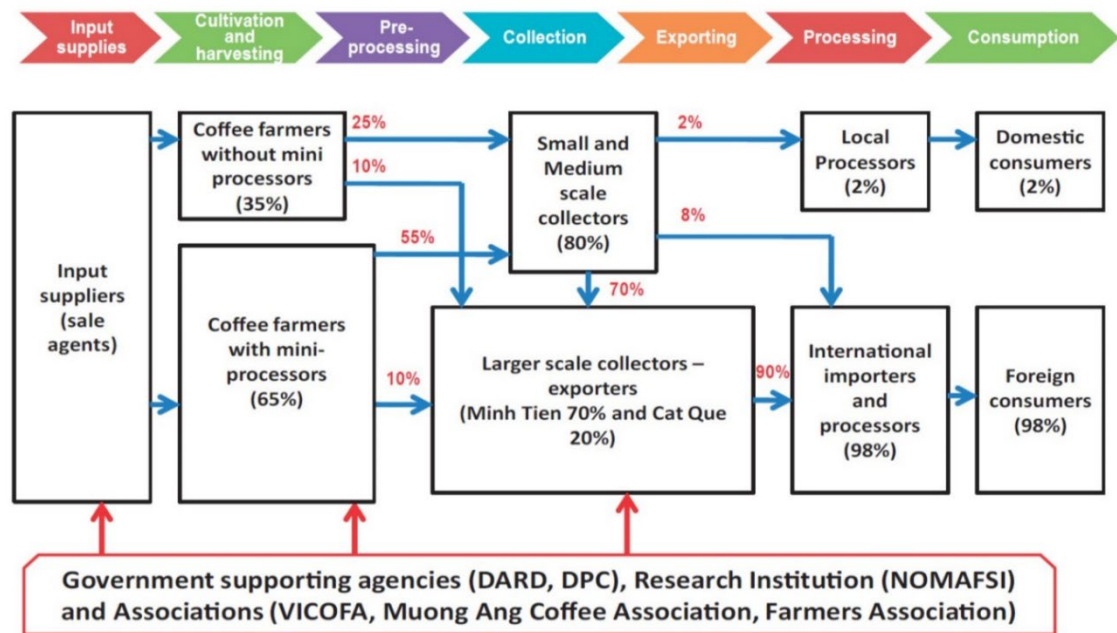 Input
supplies
Cultivation
and
harvesting
Pre-
processing
Collection
Exporting
Processing
Consumption
Input
suppliers
(sale
agents)
Coffee farmers
without mini
processors
(35%)
25%
10%
Coffee farmers
with mini-
processors
(65%)
55%
10%
Small and
Medium
scale
collectors
(80%)
2%
8%
70%
Larger scale collectors –
exporters
(Minh Tien 70% and Cat Que
20%)
90%
Local
Processors
(2%)
Domestic
consumers
(2%)
International
importers
and
processors
(98%)
Foreign
consumers
(98%)
Government supporting agencies (DARD, DPC), Research Institution (NOMAFSI)
and Associations (VICOFA, Muong Ang Coffee Association, Farmers Association)